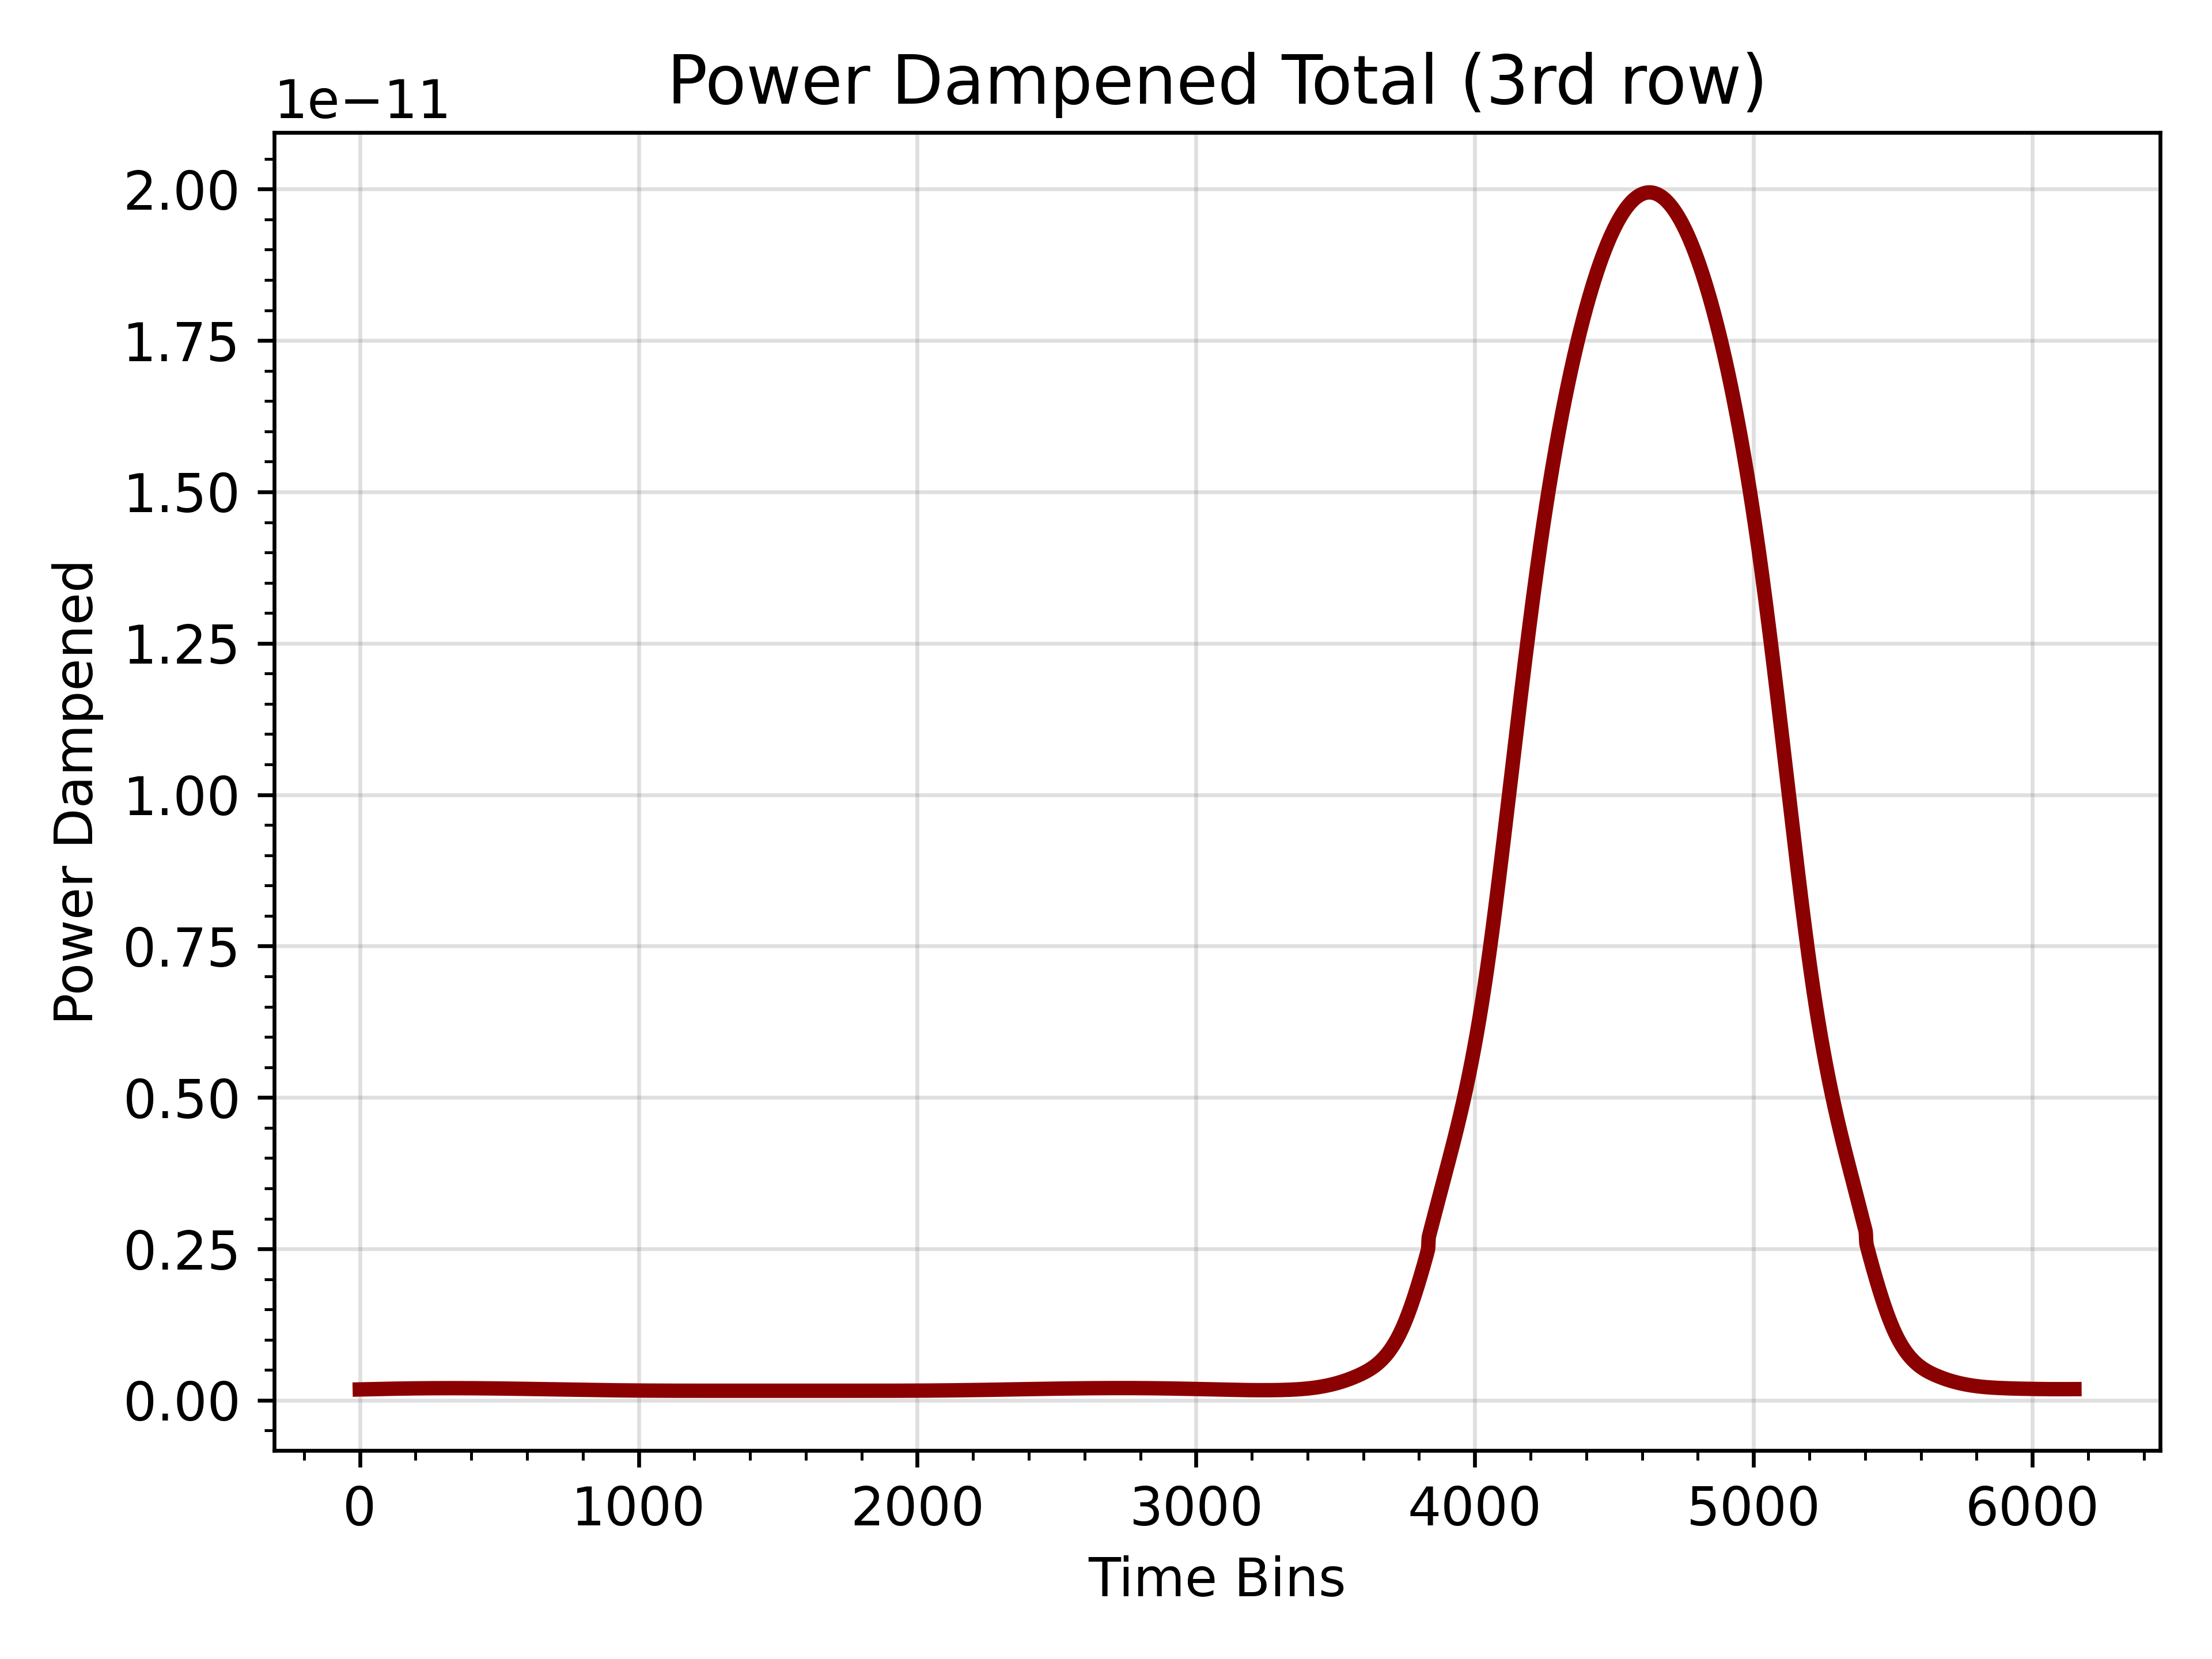 Power Dampened Total (3rd row)
1e−11
2.00
1.75
1.50
1.25
1.00
0.75
0.50
0.25
0.00
Power Dampened
0 1000 2000 3000 4000 5000 6000
Time Bins